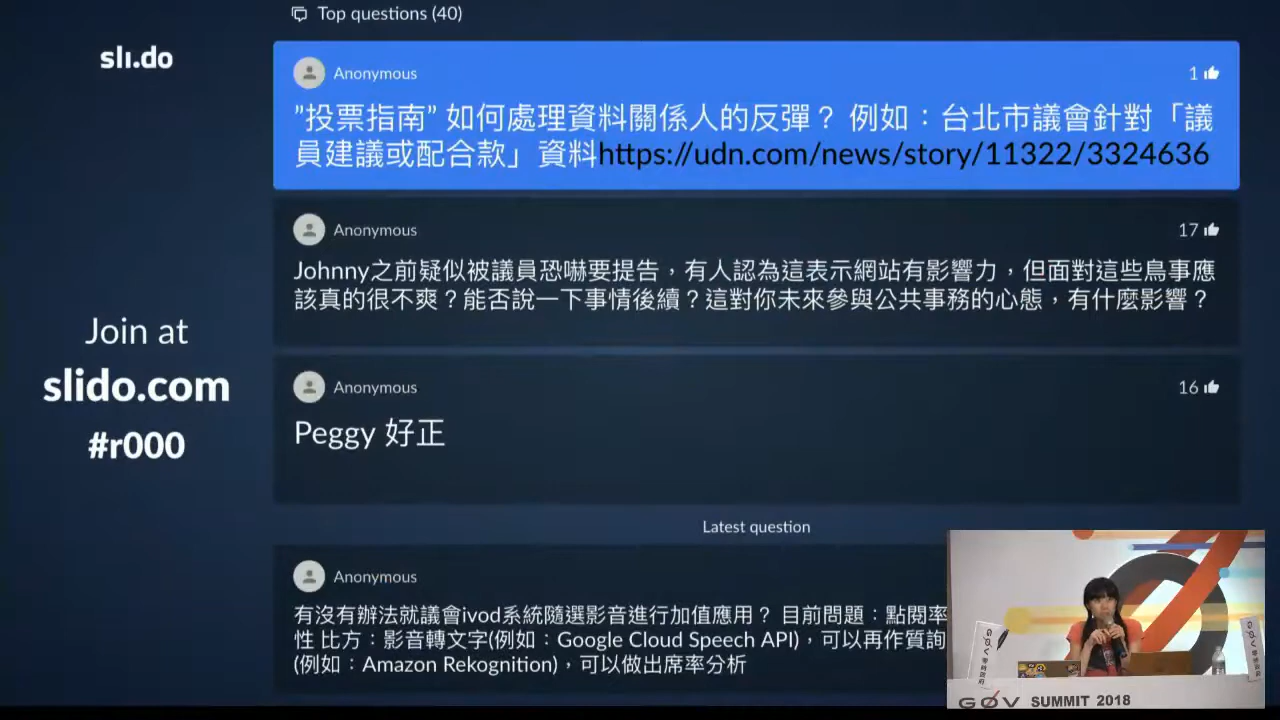 Top questions (40)
sli.do
Anonymous
1
”投票指南” 如何處理資料關係人的反彈？ 例如：台北市議會針對「議
員建議或配合款」資料https://udn.com/news/story/11322/3324636
Anonymous
17
Johnny之前疑似被議員恐嚇要提告，有人認為這表示網站有影響力，但面對這些鳥事應
該真的很不爽？能否說一下事情後續？這對你未來參與公共事務的心態，有什麼影響？
Join at
slido.com
#r000
Anonymous
16
Peggy 好正
Latest question
Anonymous
有沒有辦法就議會ivod系統隨選影音進行加值應用？ 目前問題：點閱率
性 比方：影音轉文字(例如：Google Cloud Speech API)，可以再作質詢
(例如：Amazon Rekognition)，可以做出席率分析
GØV SUMMIT 2018